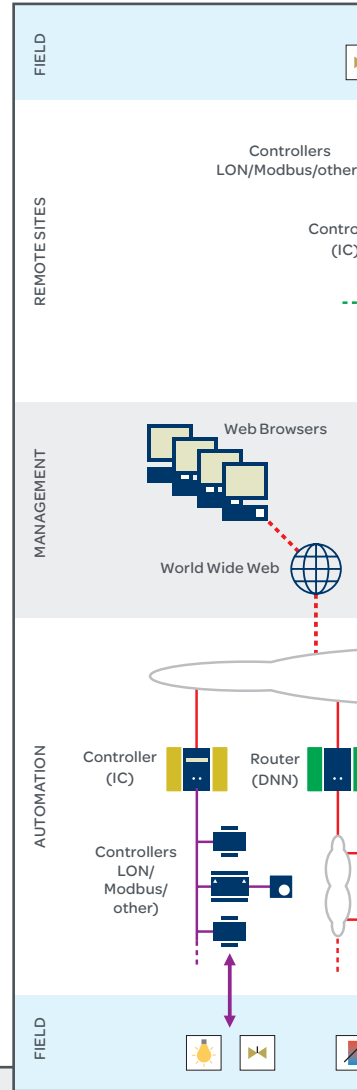 FIELD
Controllers
LON/Modbus/other
REMOTE SITES
(IC)
Web Browsers
MANAGEMENT
World Wide Web
Controller
(IC)
Router
(DNN)
AUTOMATION
Controllers
LON/
Modbus/
other)
FIELD